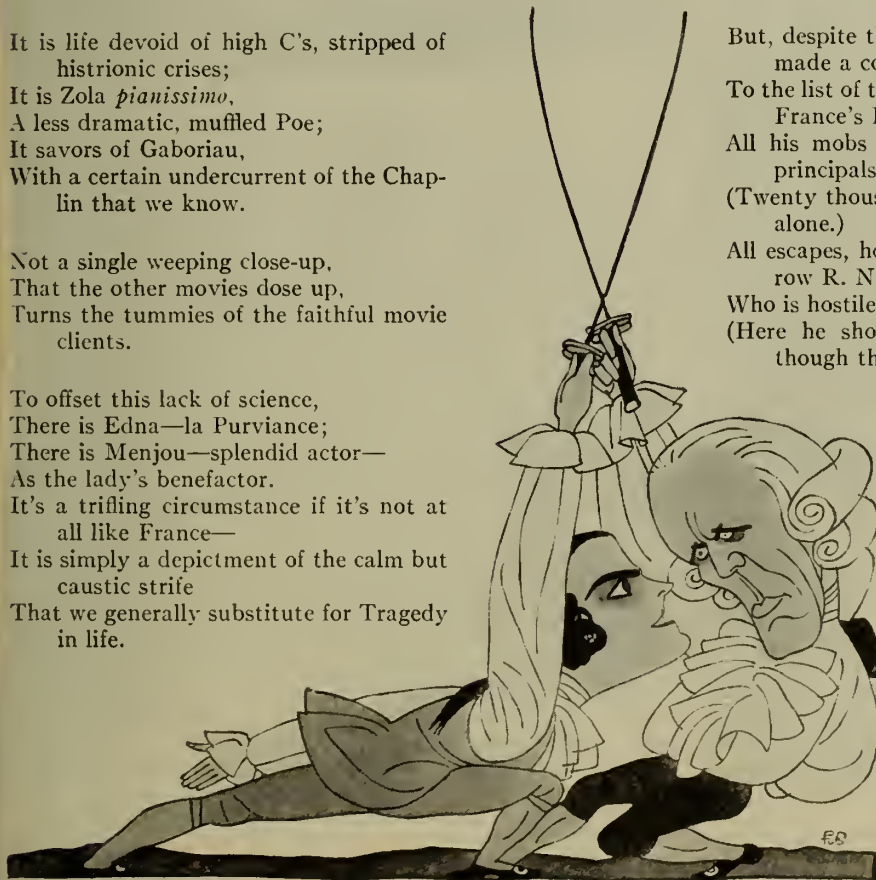 It is life devoid of high C's, stripped of
histrionic crises;
It is Zola pianissimo,
A less dramatic, muffled Poe;
It savors of Gaboriau,
With a certain undercurrent of the Chap-
lin that we know.
Not a single weeping close-up,
That the other movies dose up,
Turns the tummies of the faithful movie
clients.
To offset this lack of science,
There is Edna—la Purviance;
There is Menjou—splendid actor—
As the lady's benefactor.
It's a trifling circumstance if it's not at
all like France—
It is simply a depictment of the calm but
caustic strife
That we generally substitute for Tragedy
in life.
But, despite
made a
To the list of
France's
All his mobs
principals
(Twenty
alone.)
All escapes,
row R. N
Who is hostile
(Here he
though